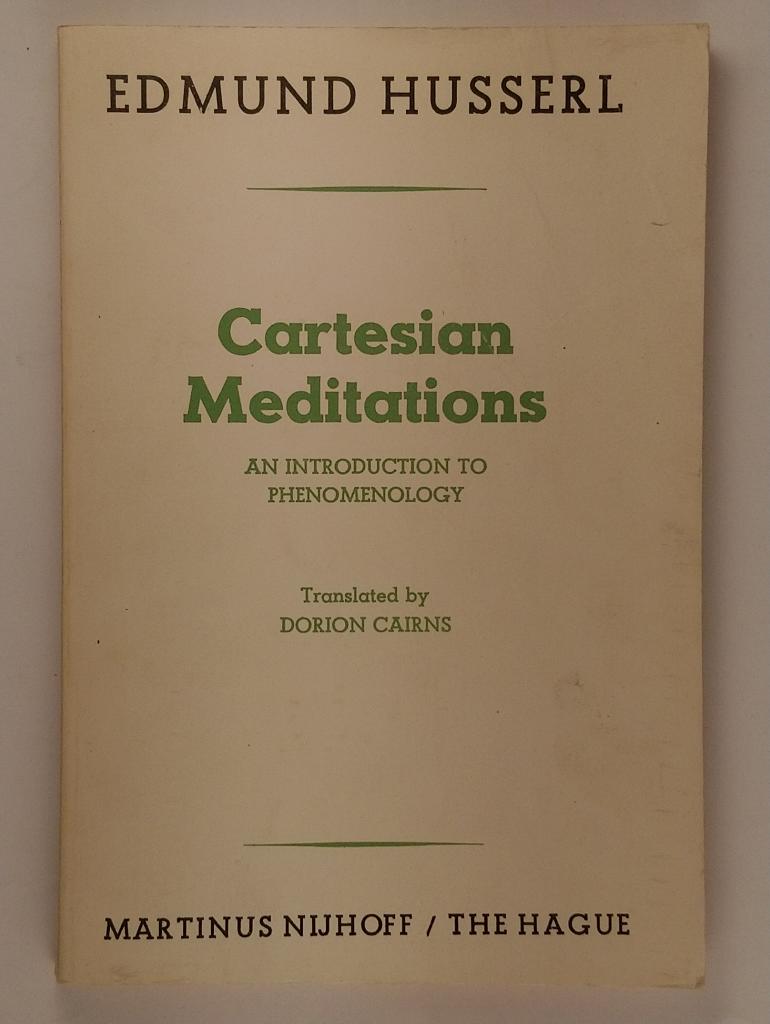 EDMUND HUSSERL
Cartesian
Meditations
AN INTRODUCTION TO
PHENOMENOLOGY
Translated by
DORION CAIRNS
MARTINUS NIJHOFF / THE HAGUE